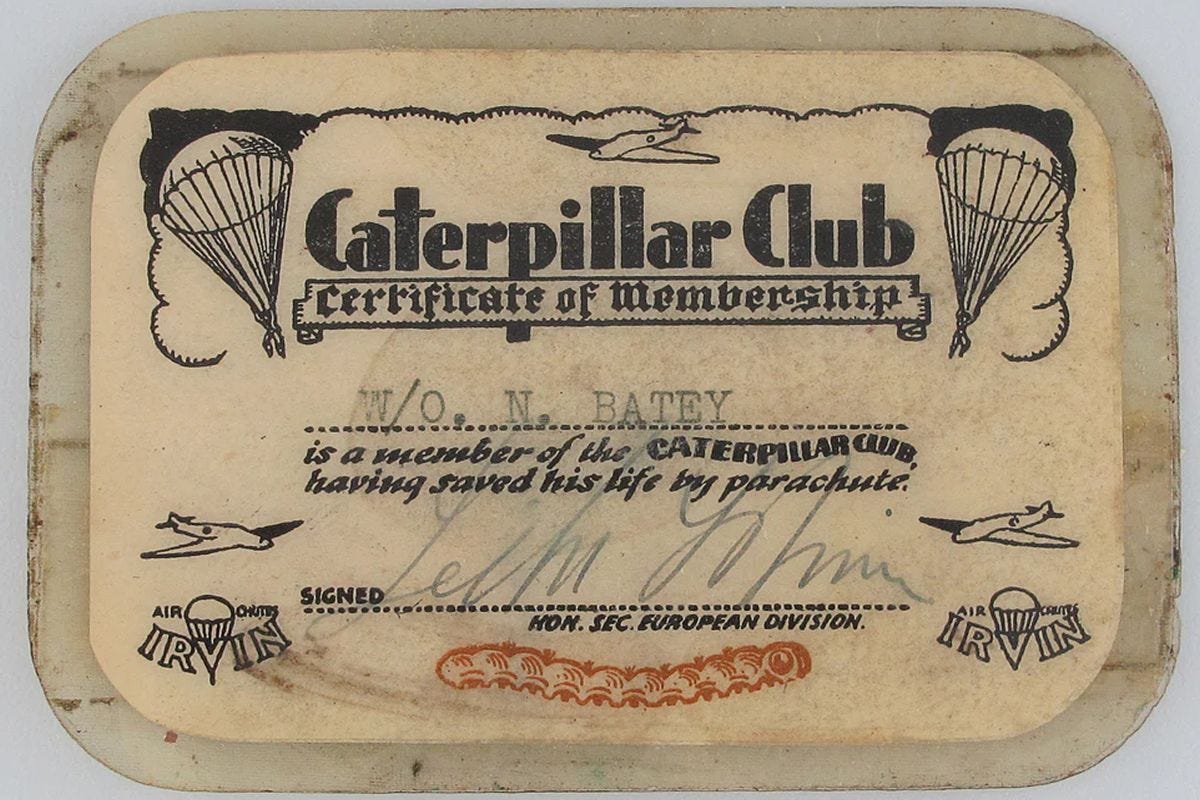 Caterpillar Club
Certificate of Membership
W/O. N. BATEY
is a member of the CATERPILLAR CLUB,
having saved his life by parachute.
SIGNED
HON. SEC. EUROPEAN DIVISION.
AIR CHUTES
IRVIN
AIR CHUTES
IRVIN